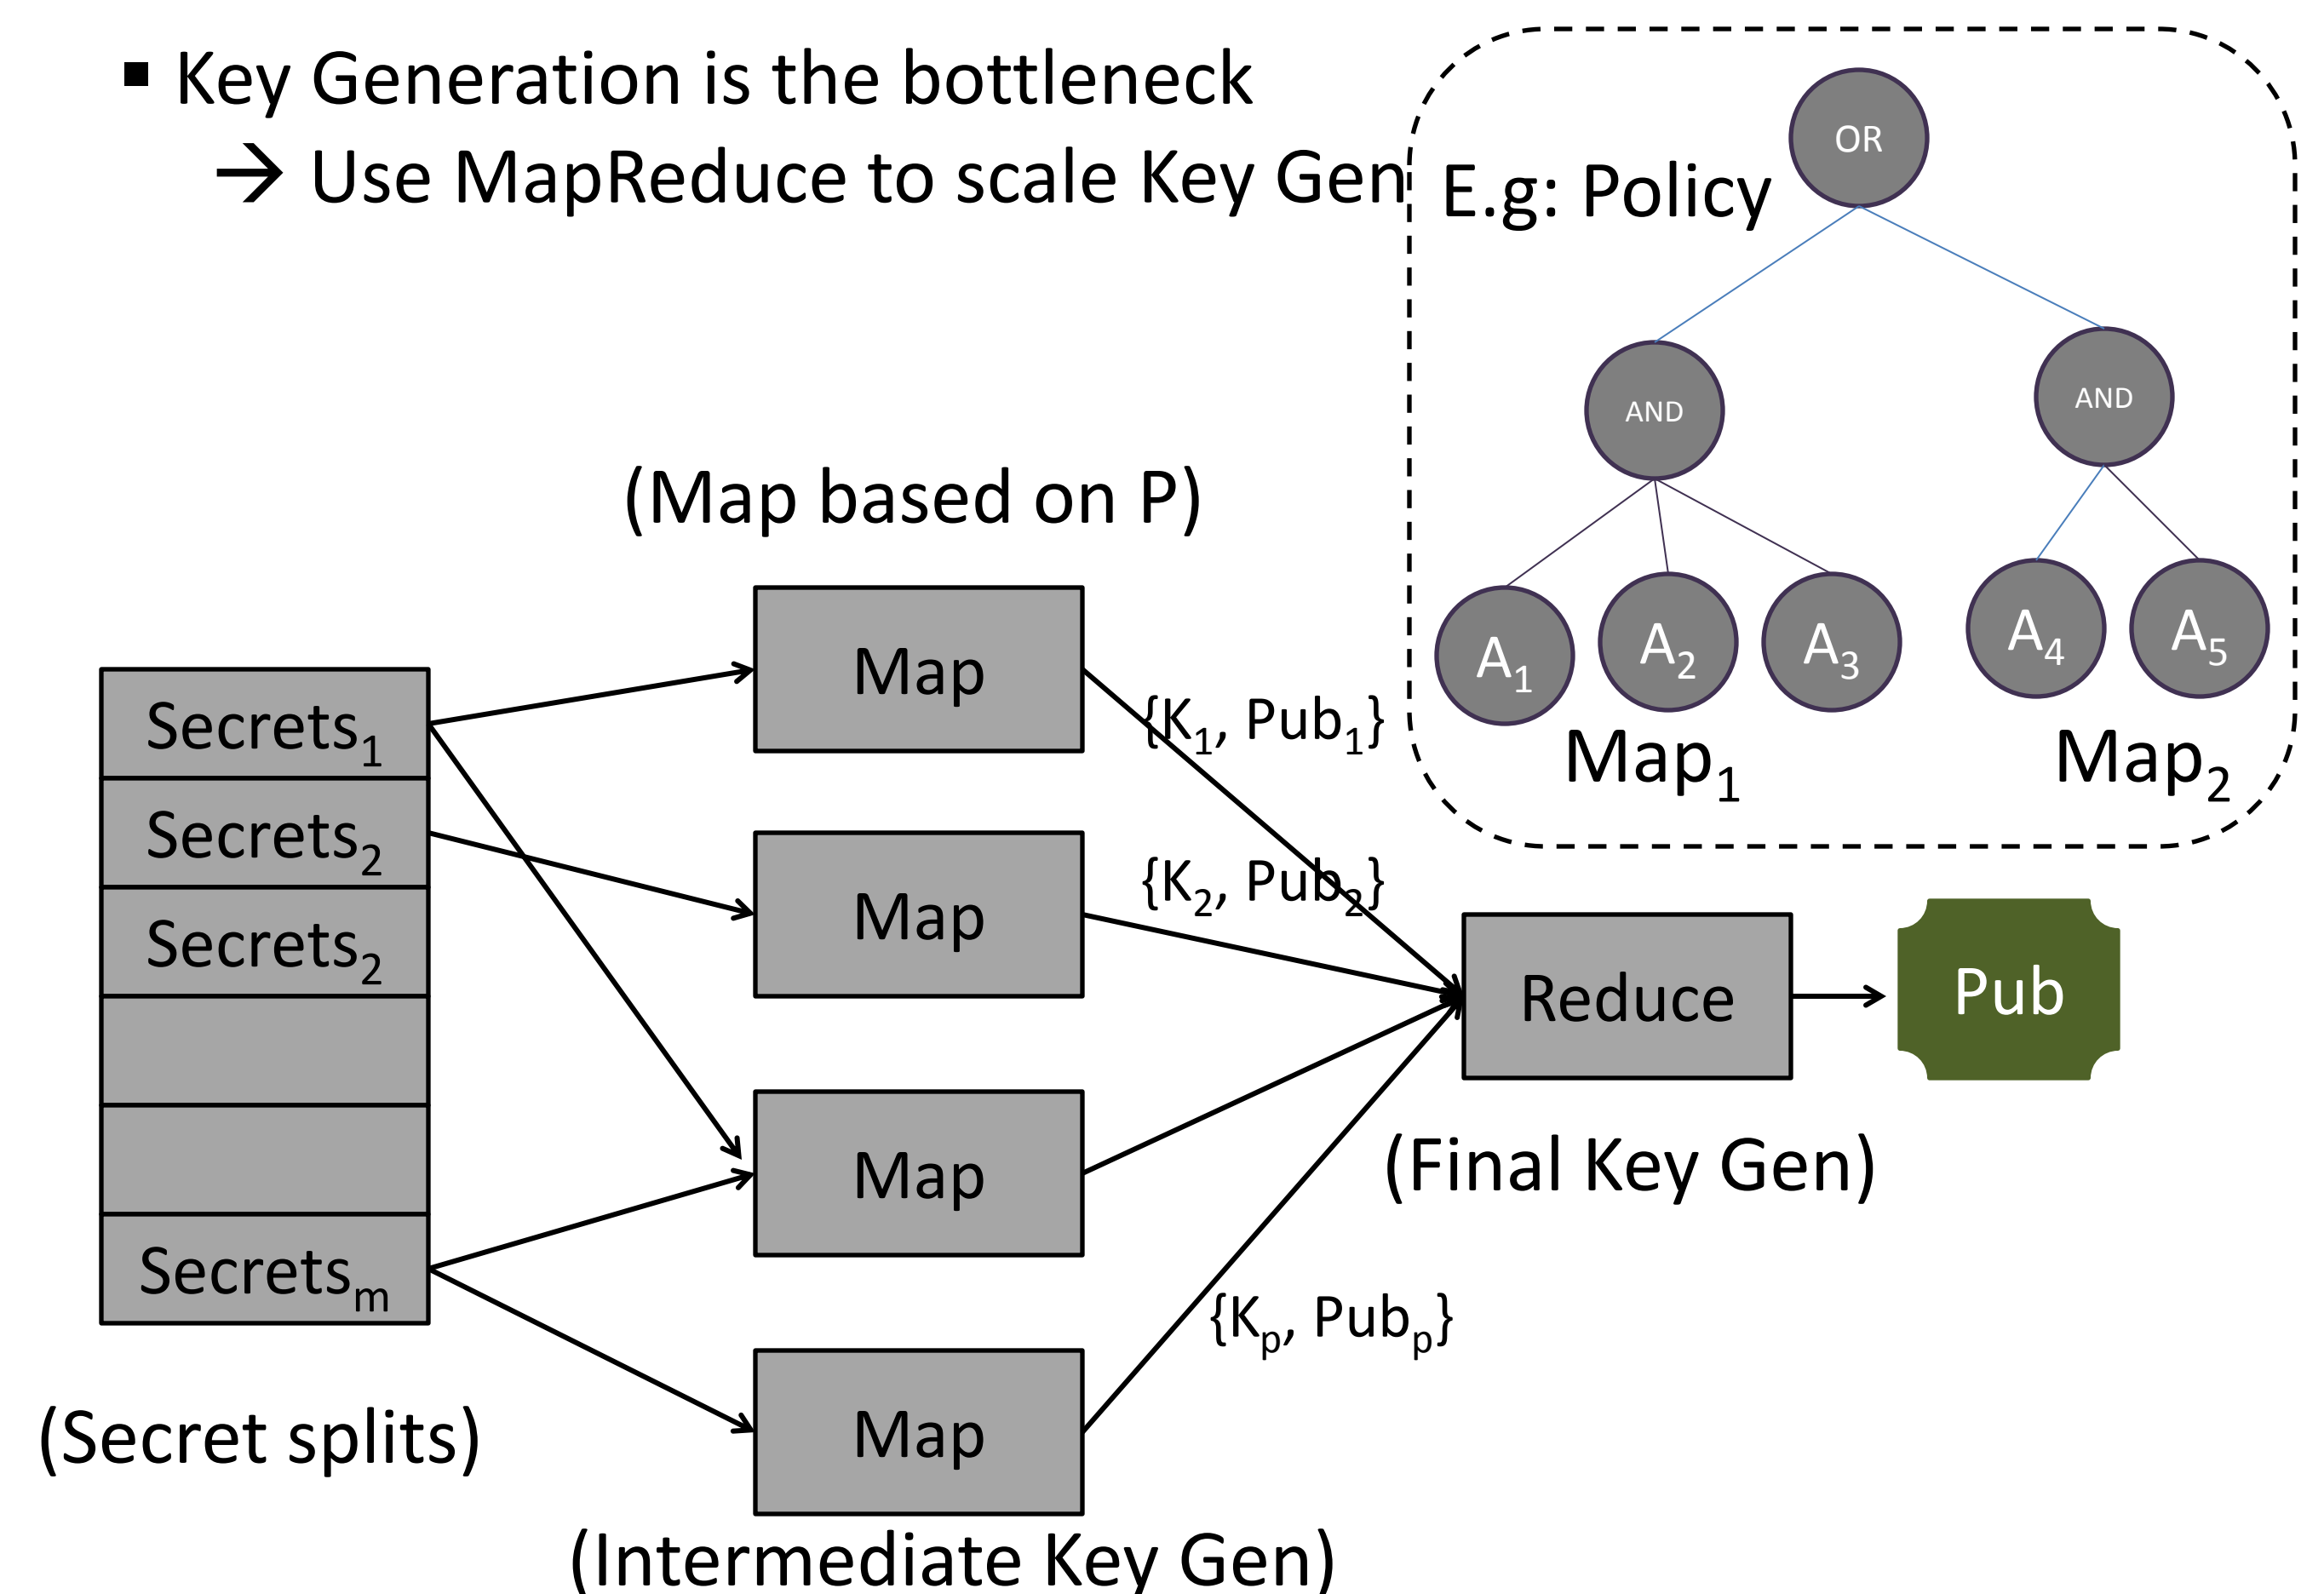 ▪ Key Generation is the bottleneck
→ Use MapReduce to scale Key Gen
E.g: Policy
OR
AND
AND
A1
A2
A3
A4
A5
Map1
Map2
(Map based on P)
Secrets1
Secrets2
Secrets2
Secretsm
(Secret splits)
Map
Map
Map
Map
(Intermediate Key Gen)
{K1, Pub1}
{K2, Pub2}
{Kp, Pubp}
Reduce
(Final Key Gen)
Pub